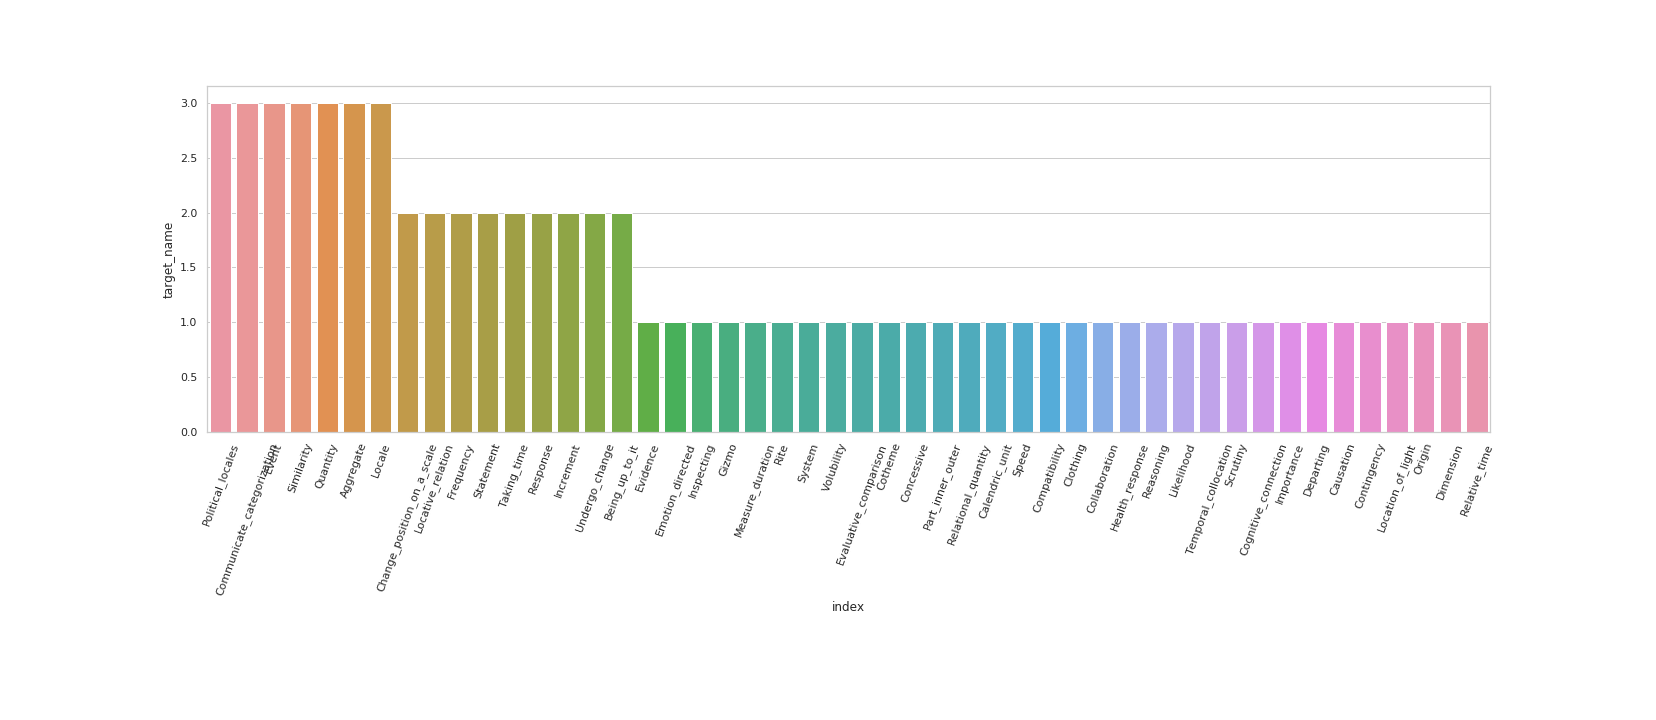 3.0
2.5
2.0
1.5
1.0
0.5
0.0
target_name
Political_locales
Communicate_categorization
Event
Similarity
Quantity
Aggregate
Locale
Change_position_on_a_scale
Locative_relation
Frequency
Statement
Taking_time
Response
Increment
Undergo_change
Being_up_to_it
Evidence
Emotion_directed
Inspecting
Gizmo
Measure_duration
Rite
System
Volubility
Evaluative_comparison
Cotheme
Concessive
Part_inner_outer
Relational_quantity
Calendric_unit
Speed
Compatibility
Clothing
Collaboration
Health_response
Reasoning
Likelihood
Temporal_collocation
Scrutiny
Cognitive_connection
Importance
Departing
Causation
Contingency
Location_of_light
Origin
Dimension
Relative_time
index